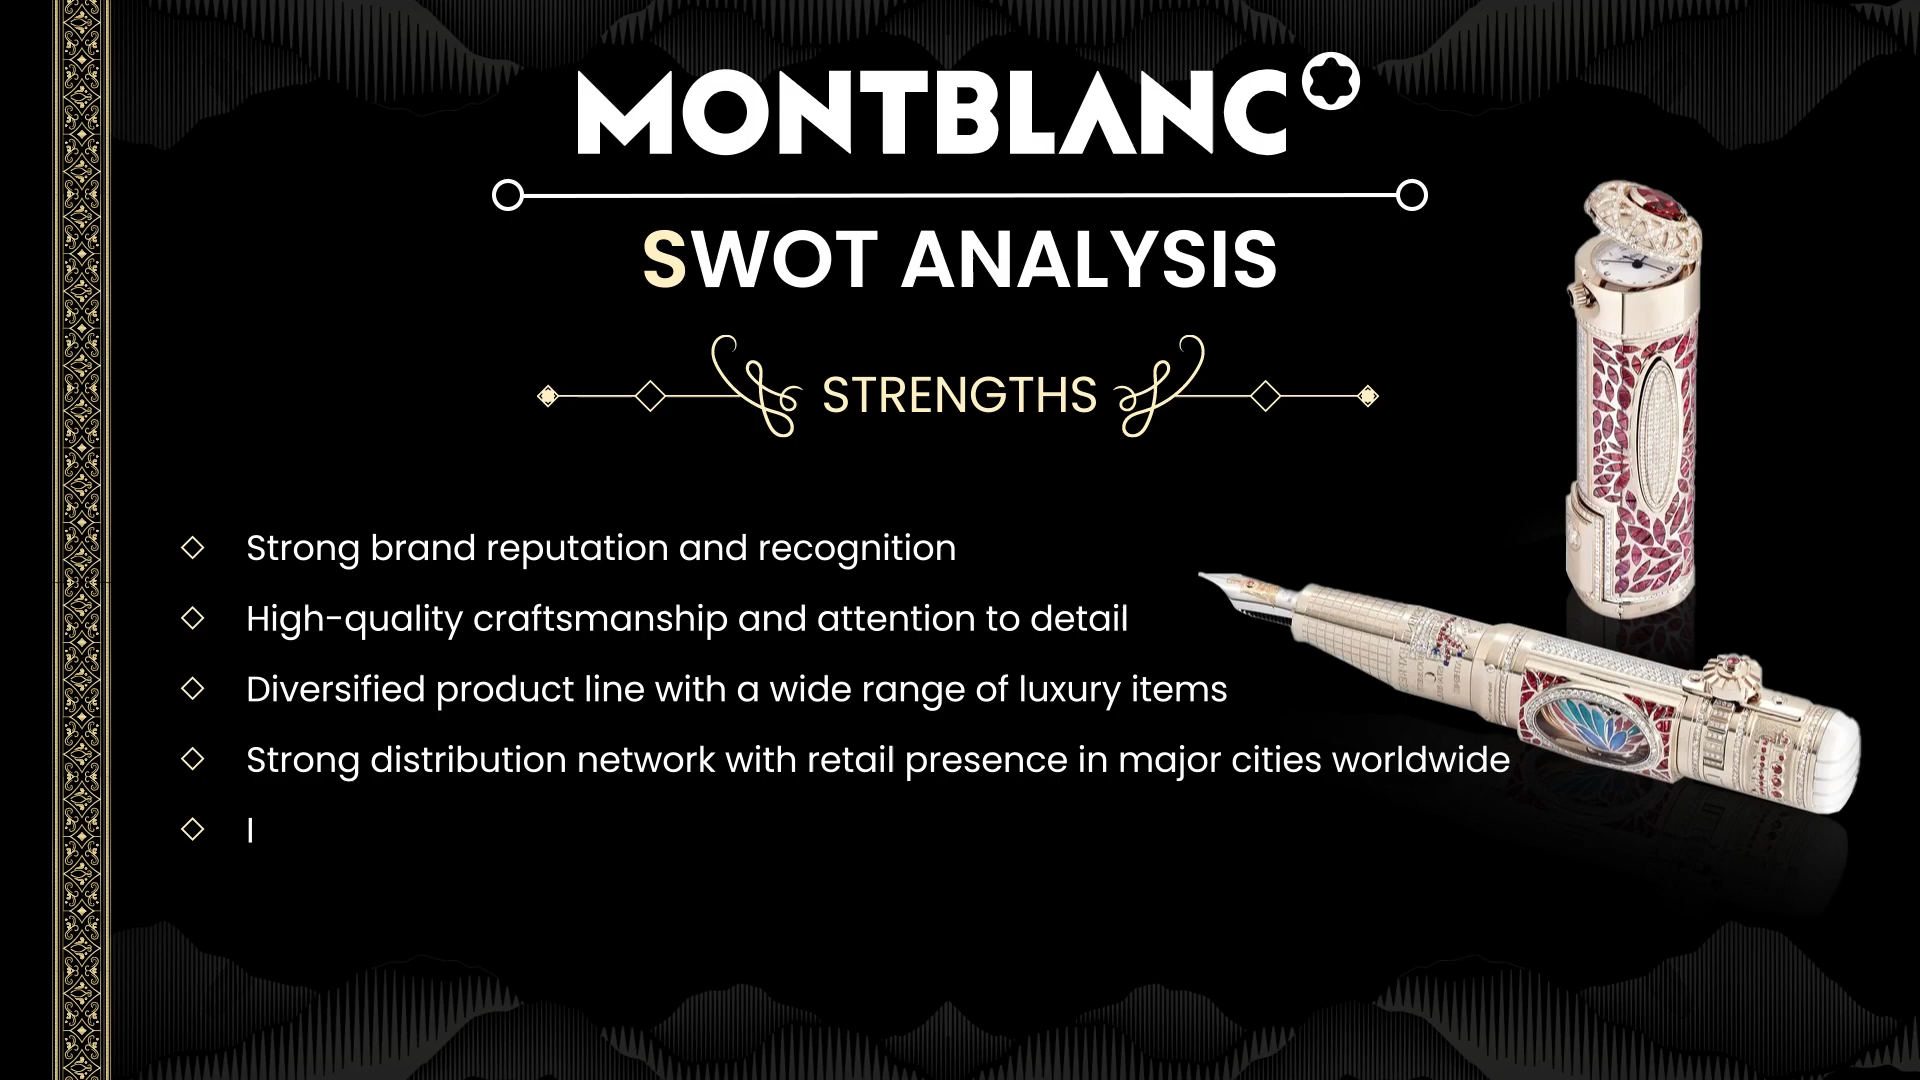 MONTBLANC
SWOT ANALYSIS
STRENGTHS
Strong brand reputation and recognition
High-quality craftsmanship and attention to detail
Diversified product line with a wide range of luxury items
Strong distribution network with retail presence in major cities worldwide
I